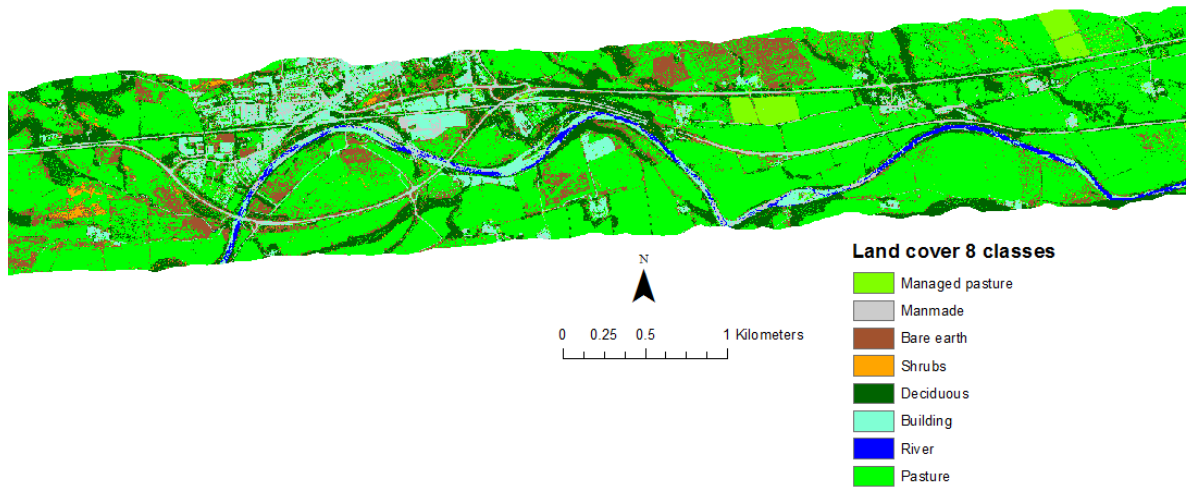 N
0 0.25 0.5 1 Kilometers
Land cover 8 classes
Managed pasture
Manmade
Bare earth
Shrubs
Deciduous
Building
River
Pasture